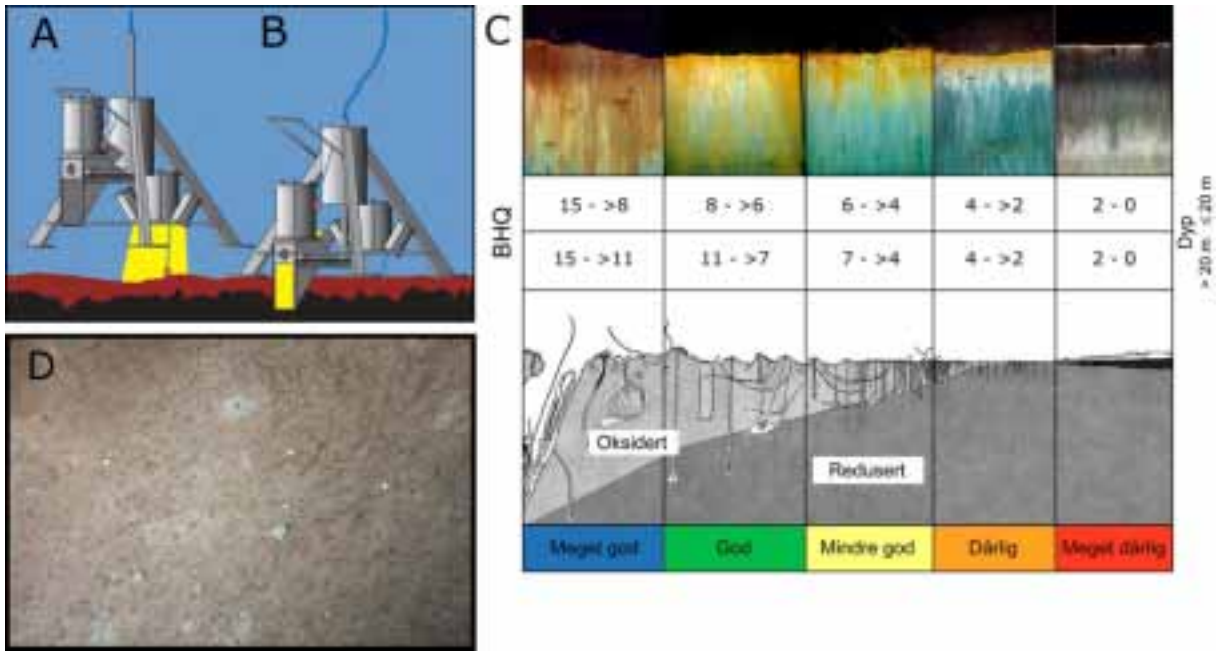 A
B
C
BHQ
15 - >8
8 - >6
6 - >4
4 - >2
2 - 0
15 - >11
11 - >7
7 - >4
4 - >2
2 - 0
Dyp
> 20 m ≤ 20 m
Oksidert
Redusert
Meget god
God
Mindre god
Dårlig
Meget dårlig
D